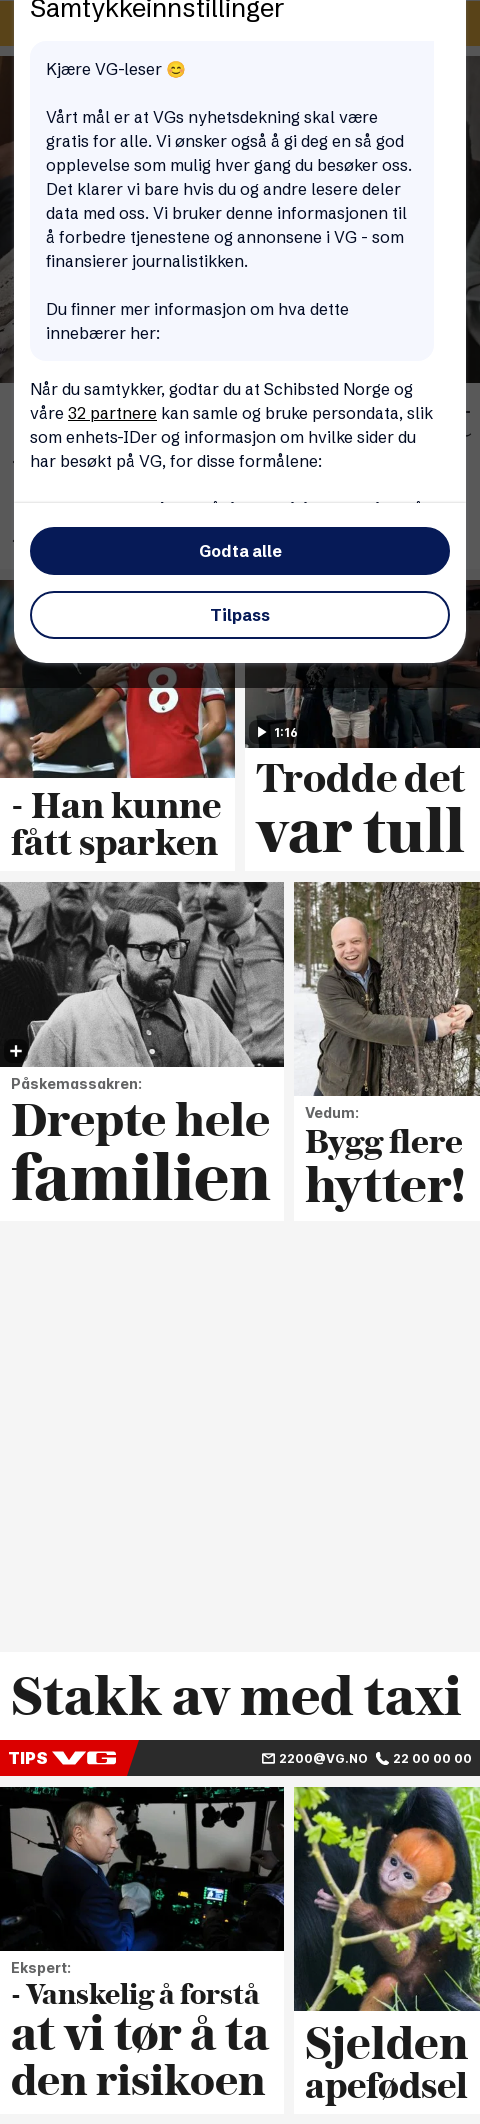 Samtykkeinnstillinger
Kjære VG-leser 😊
Vårt mål er at VGs nyhetsdekning skal være
gratis for alle. Vi ønsker også å gi deg en så god
opplevelse som mulig hver gang du besøker oss.
Det klarer vi bare hvis du og andre lesere deler
data med oss. Vi bruker denne informasjonen til
å forbedre tjenestene og annonsene i VG - som
finansierer journalistikken.
Du finner mer informasjon om hva dette
innebærer her:
Når du samtykker, godtar du at Schibsted Norge og
våre 32 partnere kan samle og bruke persondata, slik
som enhets-IDer og informasjon om hvilke sider du
har besøkt på VG, for disse formålene:
Godta alle
Tilpass
8
1:16
- Han kunne
fått sparken
Trodde det
var tull
Påskemassakren:
Drepte hele
familien
Vedum:
Bygg flere
hytter!
Stakk av med taxi
TIPS VG 2200@VG.NO 22 00 00 00
Ekspert:
- Vanskelig å forstå
at vi tør å ta
den risikoen
Sjelden
apefødsel